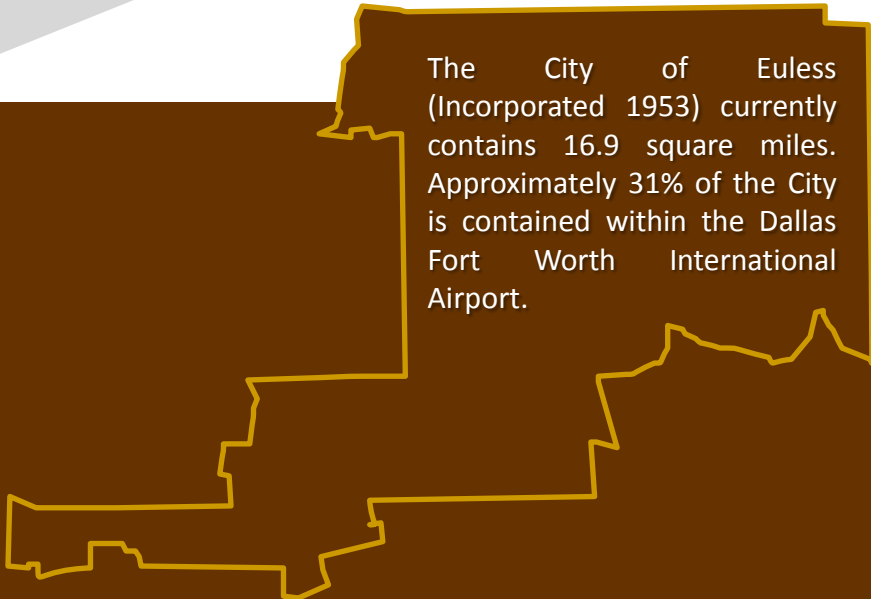 The City of Euless
(Incorporated 1953) currently
contains 16.9 square miles.
Approximately 31% of the City
is contained within the Dallas
Fort Worth International
Airport.